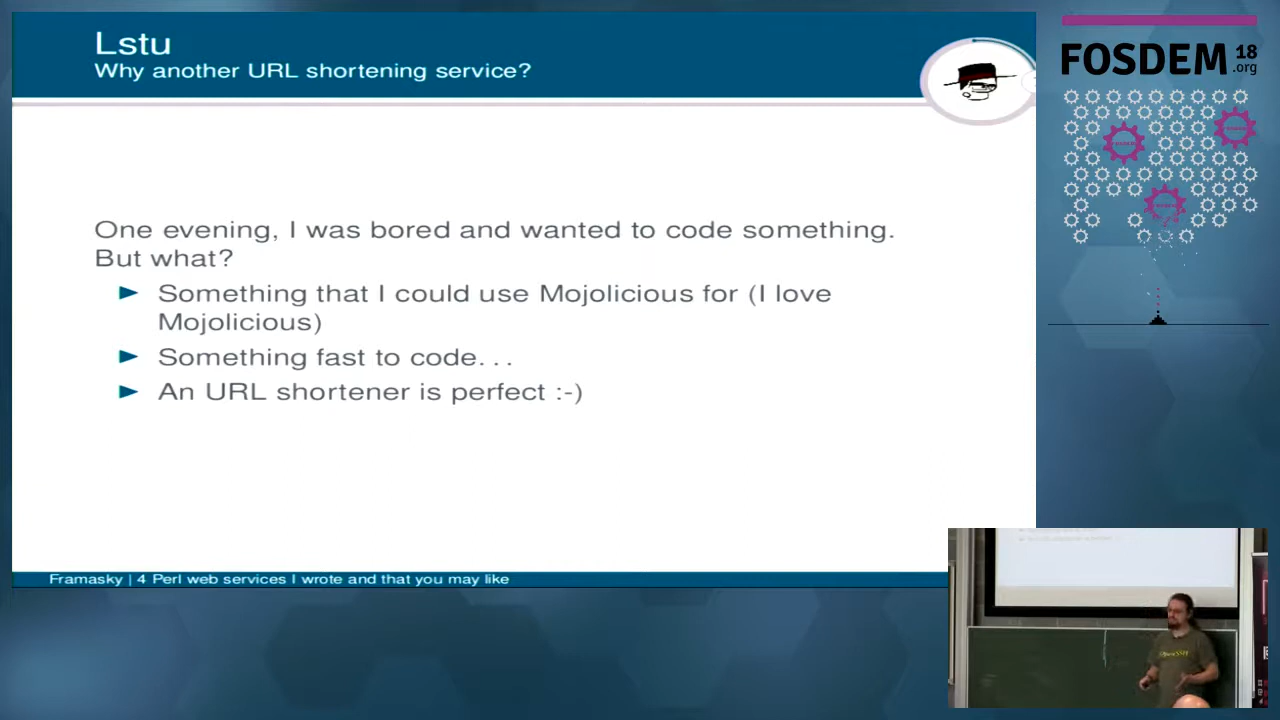 Lstu
Why another URL shortening service?
FOSDEM 18
.org
One evening, I was bored and wanted to code something.
But what?
Something that I could use Mojolicious for (I love
Mojolicious)
Something fast to code...
An URL shortener is perfect :-)
Framasky | 4 Perl web services I wrote and that you may like